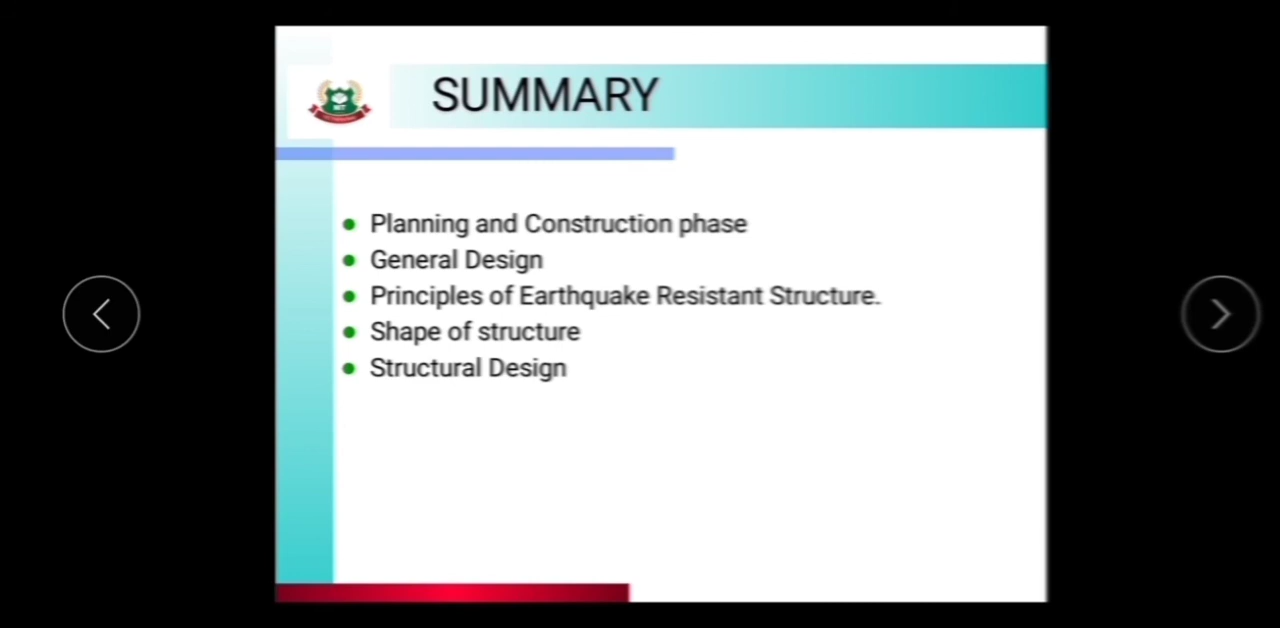 SUMMARY
Planning and Construction phase
General Design
Principles of Earthquake Resistant Structure.
Shape of structure
Structural Design